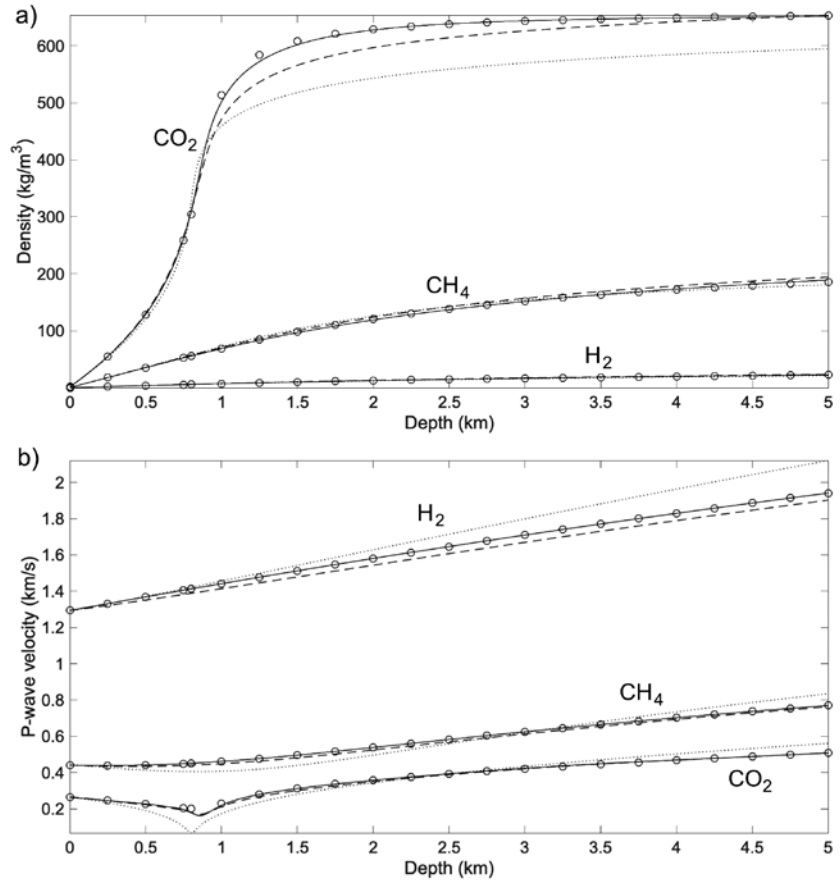 a)
600
500
400
300
200
100
Density (kg/m³)
CO₂
CH₄
H₂
0 0.5 1 1.5 2 2.5 3 3.5 4 4.5 5
Depth (km)
b)
2
1.8
1.6
1.4
1.2
1
0.8
0.6
0.4
0.2
P-wave velocity (km/s)
H₂
CH₄
CO₂
0 0.5 1 1.5 2 2.5 3 3.5 4 4.5 5
Depth (km)